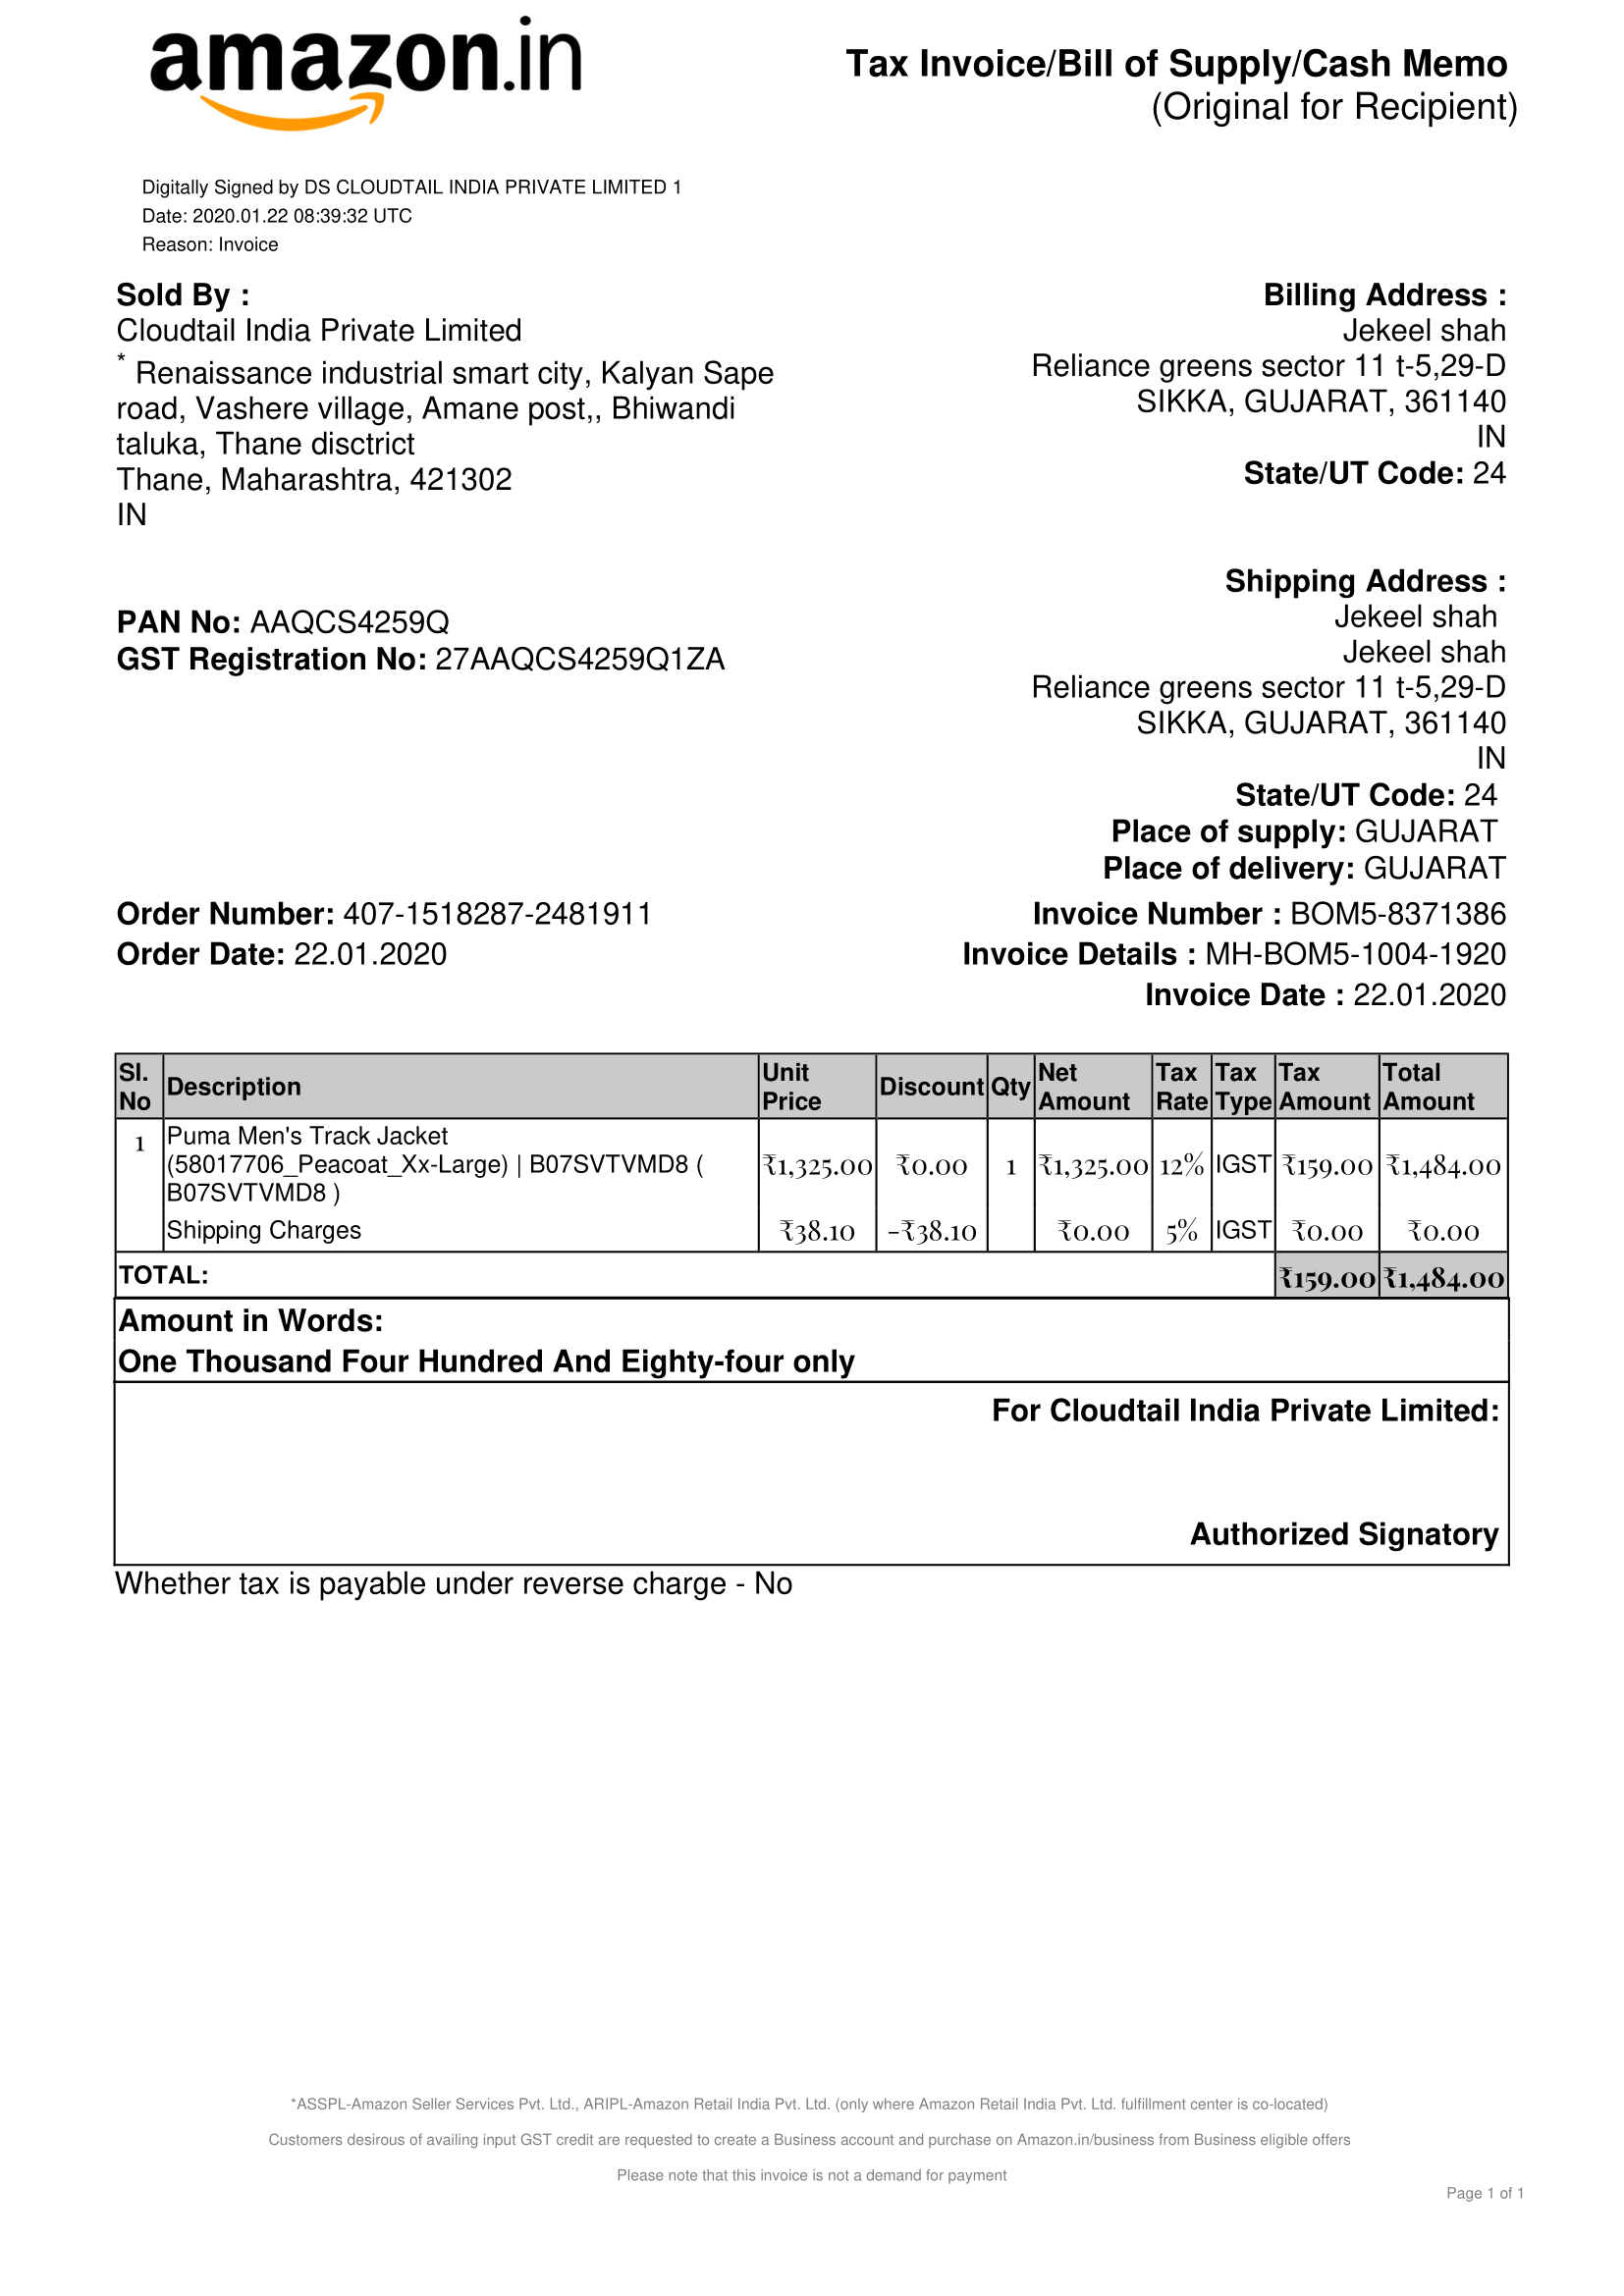 amazon.in
Tax Invoice/Bill of Supply/Cash Memo
(Original for Recipient)
Digitally Signed by DS CLOUDTAIL INDIA PRIVATE LIMITED 1
Date: 2020.01.22 08:39:32 UTC
Reason: Invoice
Sold By :
Cloudtail India Private Limited
* Renaissance industrial smart city, Kalyan Sape
road, Vashere village, Amane post,, Bhiwandi
taluka, Thane disctrict
Thane, Maharashtra, 421302
IN
Billing Address :
Jekeel shah
Reliance greens sector 11 t-5,29-D
SIKKA, GUJARAT, 361140
IN
State/UT Code: 24
PAN No: AAQCS4259Q
GST Registration No: 27AAQCS4259Q1ZA
Shipping Address :
Jekeel shah
Jekeel shah
Reliance greens sector 11 t-5,29-D
SIKKA, GUJARAT, 361140
IN
State/UT Code: 24
Place of supply: GUJARAT
Place of delivery: GUJARAT
Order Number: 407-1518287-2481911
Order Date: 22.01.2020
Invoice Number : BOM5-8371386
Invoice Details : MH-BOM5-1004-1920
Invoice Date : 22.01.2020
Sl. No Description Unit Price Discount Qty Net Amount Tax Rate Tax Type Tax Amount Total Amount
1 Puma Men's Track Jacket
(58017706_Peacoat_Xx-Large) | B07SVTVMD8 ( ₹1,325.00 ₹0.00 1 ₹1,325.00 12% IGST ₹159.00 ₹1,484.00
B07SVTVMD8 )
Shipping Charges ₹38.10 -₹38.10 ₹0.00 5% IGST ₹0.00 ₹0.00
TOTAL: ₹159.00 ₹1,484.00
Amount in Words:
One Thousand Four Hundred And Eighty-four only
For Cloudtail India Private Limited:
Authorized Signatory
Whether tax is payable under reverse charge - No
*ASSPL-Amazon Seller Services Pvt. Ltd., ARIPL-Amazon Retail India Pvt. Ltd. (only where Amazon Retail India Pvt. Ltd. fulfillment center is co-located)
Customers desirous of availing input GST credit are requested to create a Business account and purchase on Amazon.in/business from Business eligible offers
Please note that this invoice is not a demand for payment
Page 1 of 1